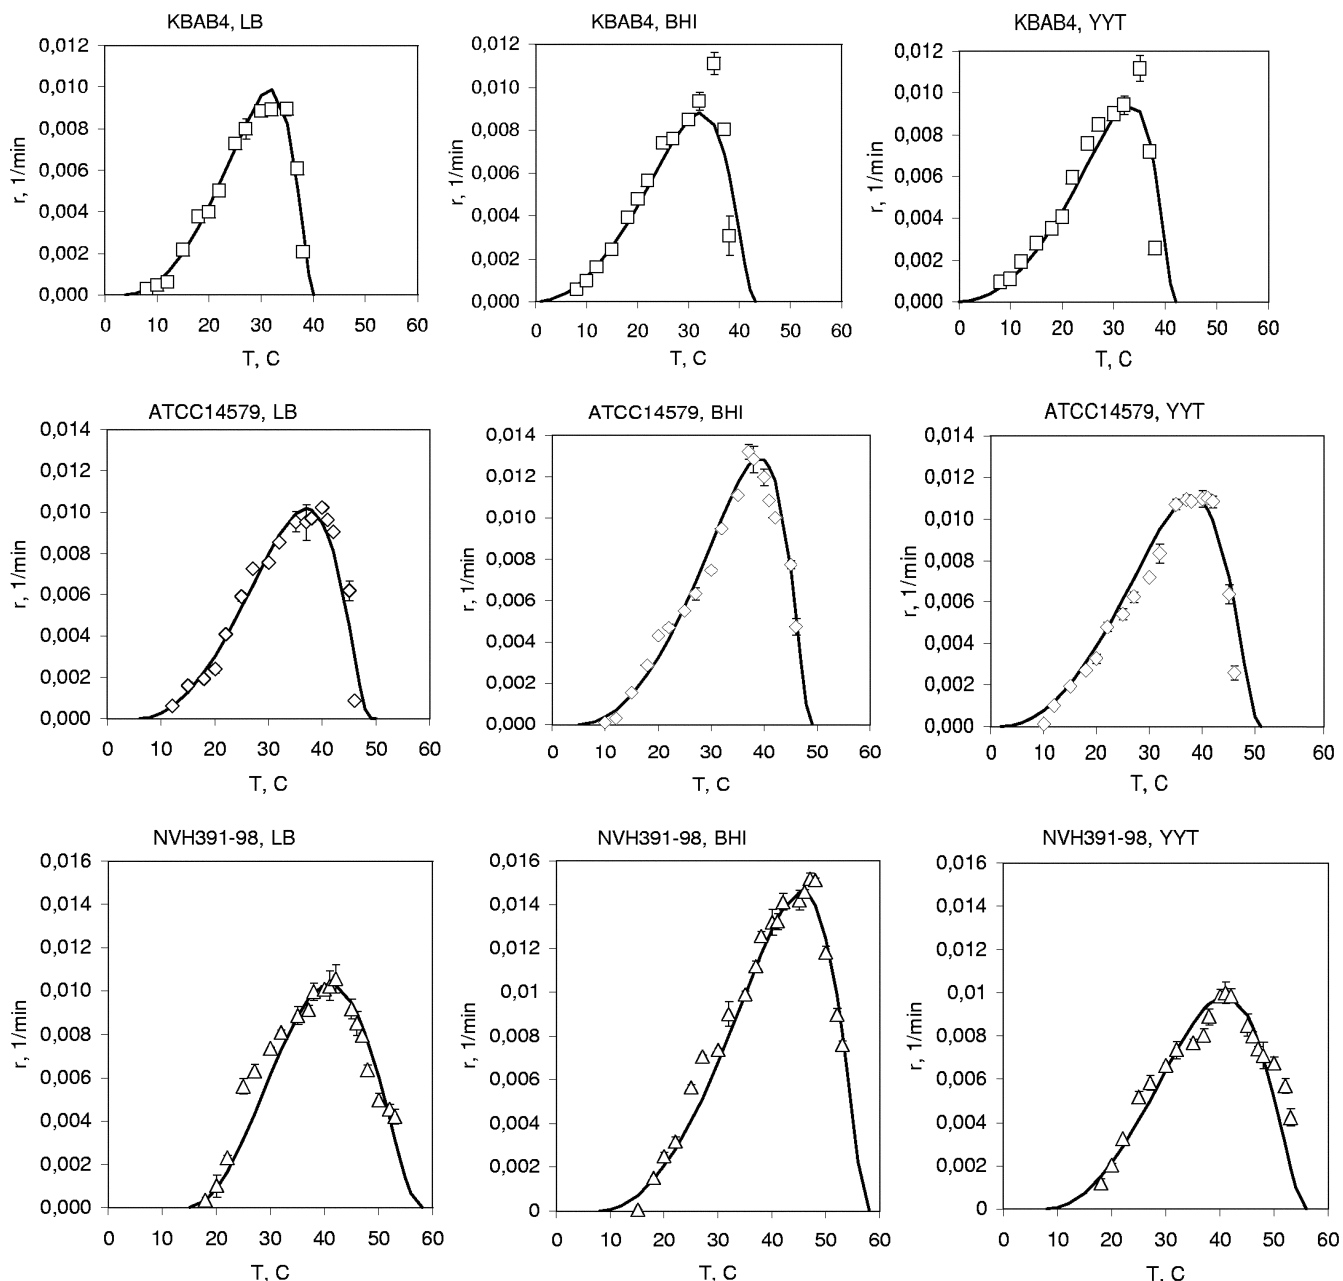 KBAB4, LB
0,012
0,010
0,008
0,006
0,004
0,002
0,000
r, 1/min
0 10 20 30 40 50 60
T, C
KBAB4, BHI
0,012
0,010
0,008
0,006
0,004
0,002
0,000
r, 1/min
0 10 20 30 40 50 60
T, C
KBAB4, YYT
0,012
0,010
0,008
0,006
0,004
0,002
0,000
r, 1/min
0 10 20 30 40 50 60
T, C
ATCC14579, LB
0,014
0,012
0,010
0,008
0,006
0,004
0,002
0,000
r, 1/min
0 10 20 30 40 50 60
T, C
ATCC14579, BHI
0,014
0,012
0,010
0,008
0,006
0,004
0,002
0,000
r, 1/min
0 10 20 30 40 50 60
T, C
ATCC14579, YYT
0,014
0,012
0,010
0,008
0,006
0,004
0,002
0,000
r, 1/min
0 10 20 30 40 50 60
T, C
NVH391-98, LB
0,016
0,014
0,012
0,010
0,008
0,006
0,004
0,002
0,000
r, 1/min
0 10 20 30 40 50 60
T, C
NVH391-98, BHI
0,016
0,014
0,012
0,01
0,008
0,006
0,004
0,002
0
r, 1/min
0 10 20 30 40 50 60
T, C
NVH391-98, YYT
0,016
0,014
0,012
0,01
0,008
0,006
0,004
0,002
0
r, 1/min
0 10 20 30 40 50 60
T, C